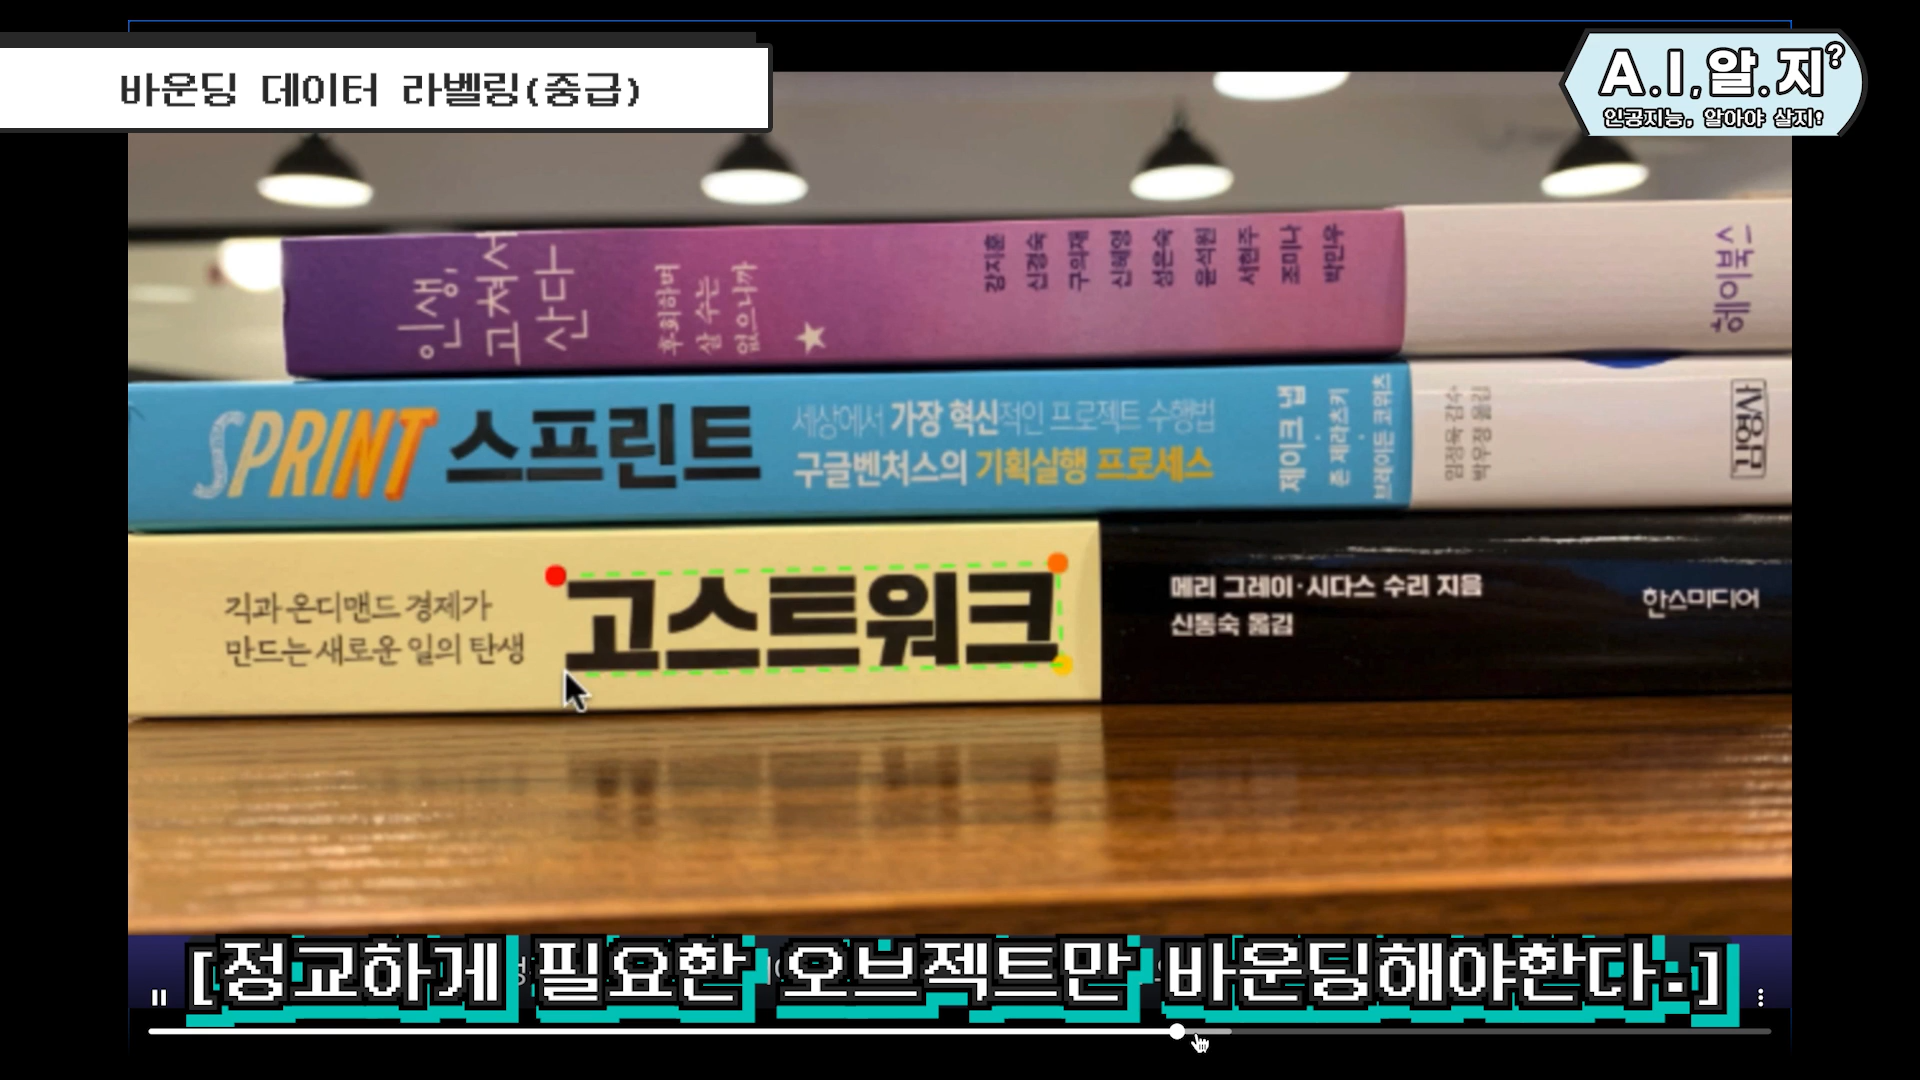 바운딩 데이터 라벨링(중급)
A.I,알.지?
인공지능, 알아야 살지!
인생,
고쳐서
산다
후회하며
살 수는
없으니까
강지훈
신경숙
구의재
신혜영
성은숙
윤석원
서현주
조미나
박민우
헤이북스
SPRINT 스프린트
세상에서 가장 혁신적인 프로젝트 수행법
구글벤처스의 기획실행 프로세스
제이크 냅
존 제라츠키
브레이든 코위츠
임정욱 감수
박우정 옮김
김영사
긱과 온디맨드 경제가
만드는 새로운 일의 탄생
고스트워크
메리 그레이·시다스 수리 지음
신동숙 옮김
한스미디어
[정교하게 필요한 오브젝트만 바운딩해야한다.]